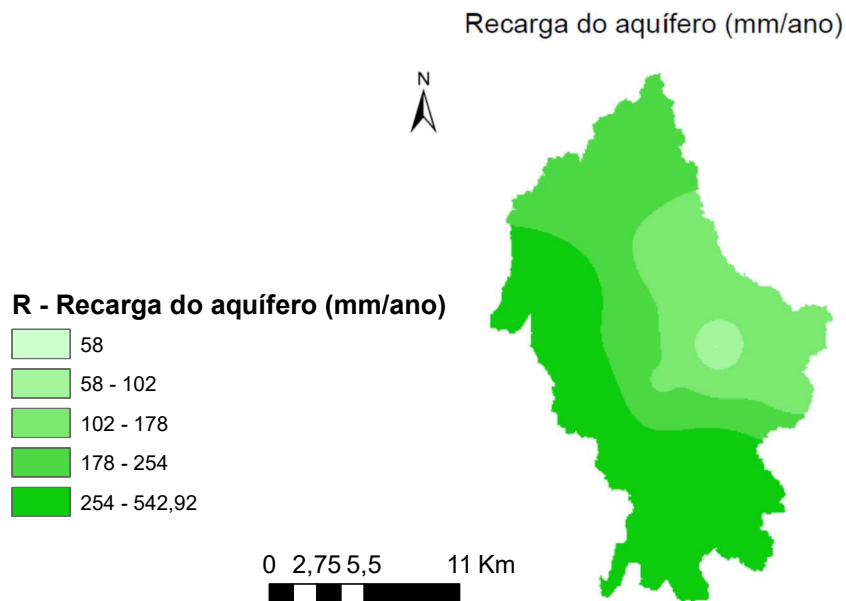 Recarga do aquífero (mm/ano)
N
R - Recarga do aquífero (mm/ano)
58
58 - 102
102 - 178
178 - 254
254 - 542,92
0 2,75 5,5 11 Km